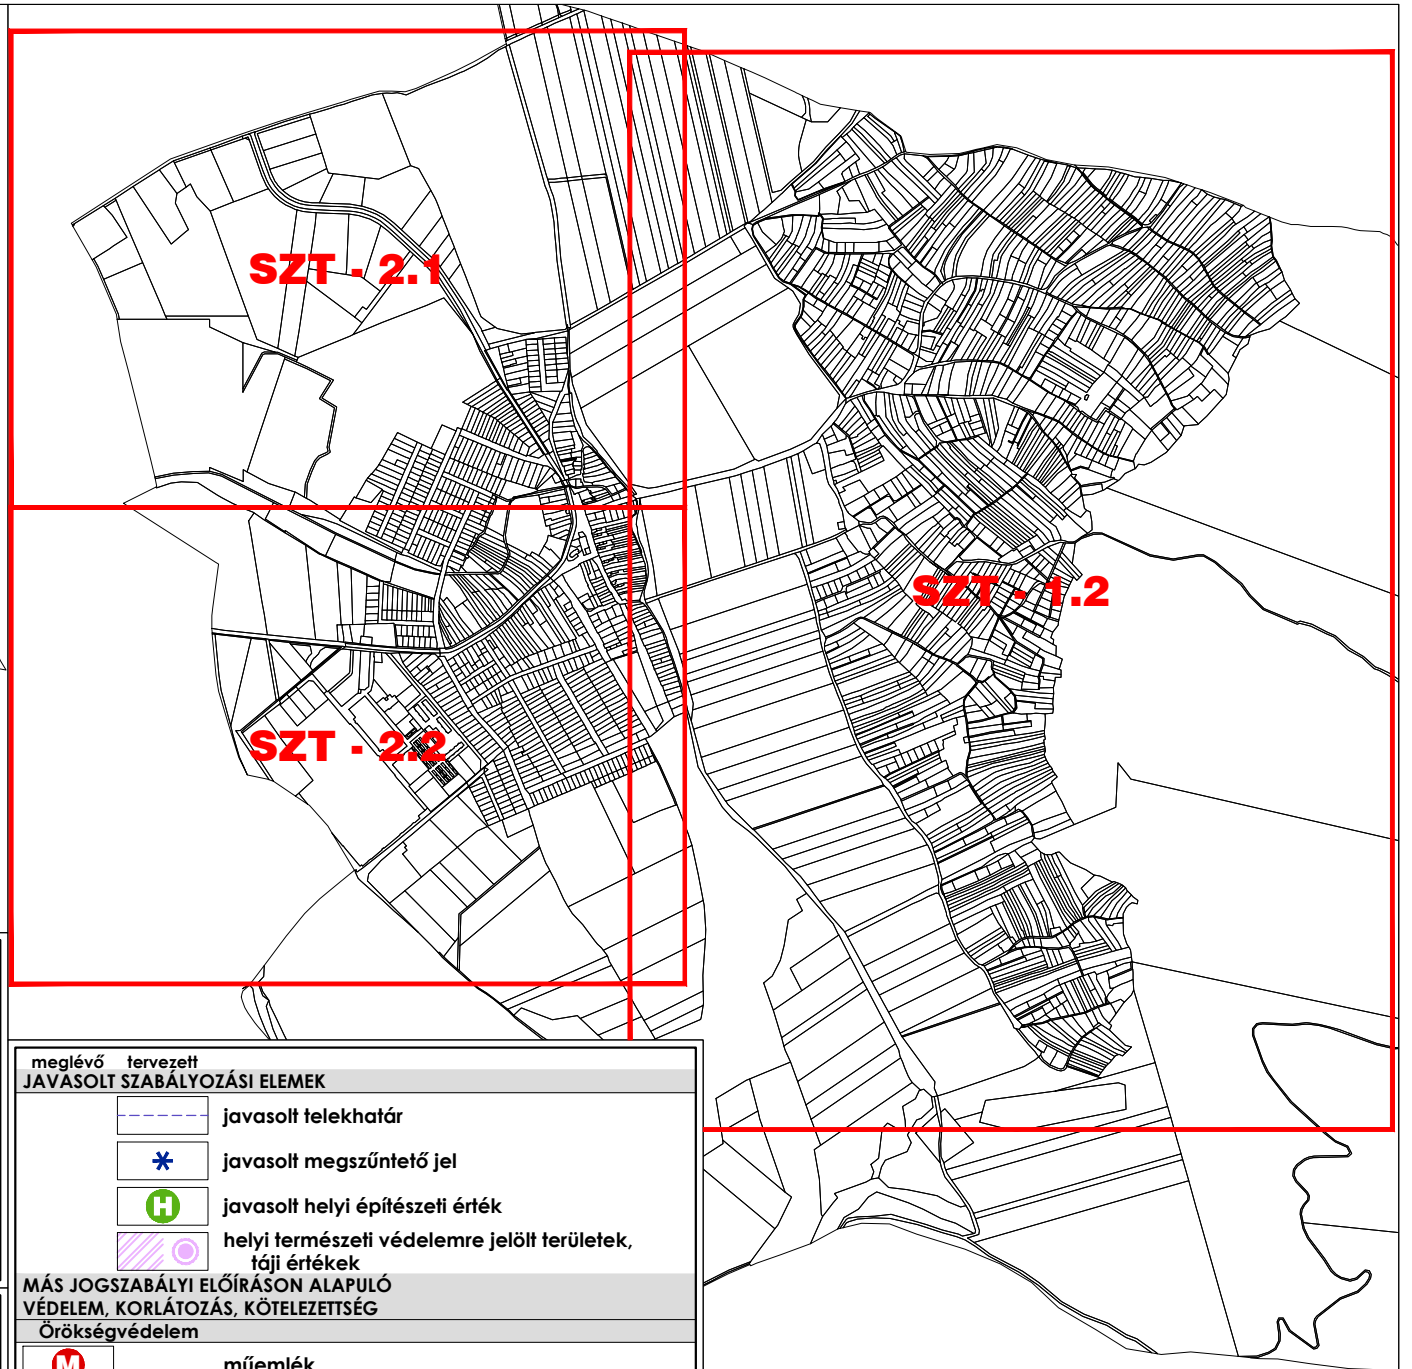 SZT - 2.1
SZT - 1.2
SZT - 2.2
meglévő tervezett
JAVASOLT SZABÁLYOZÁSI ELEMEK
javasolt telekhatár
javasolt megszűntető jel
H javasolt helyi építészeti érték
helyi természeti védelemre jelölt területek,
táji értékek
MÁS JOGSZABÁLYI ELŐÍRÁSON ALAPULÓ
VÉDELEM, KORLÁTOZÁS, KÖTELEZETTSÉG
Örökségvédelem
M műemlék